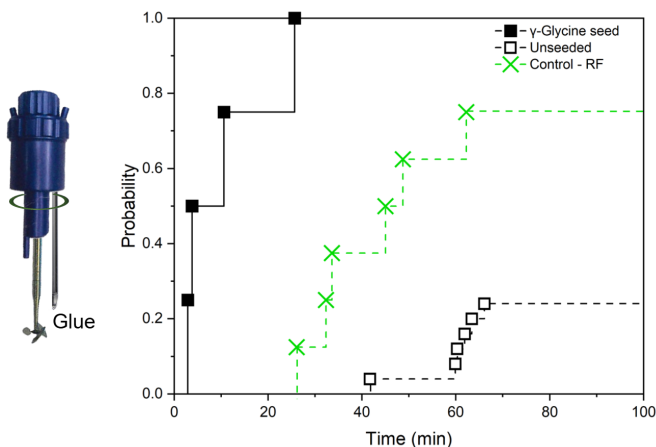 γ-Glycine seed
Unseeded
Control - RF
Glue
Probability
1.0
0.8
0.6
0.4
0.2
0.0
0 20 40 60 80 100
Time (min)